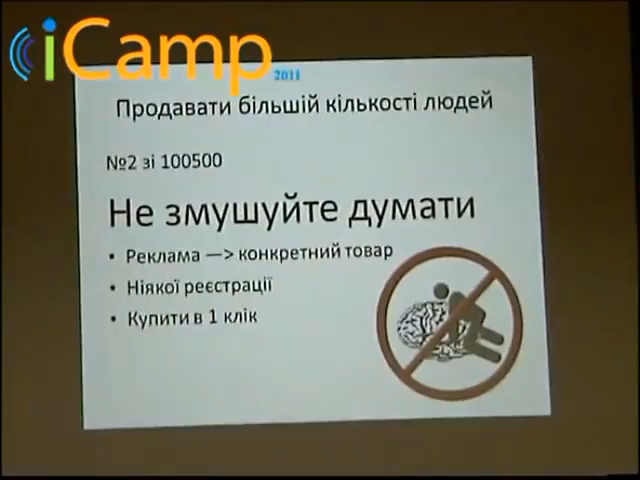 iCamp
2011
Продавати більшій кількості людей
№2 зі 100500
Не змушуйте думати
• Реклама —> конкретний товар
• Ніякої реєстрації
• Купити в 1 клік